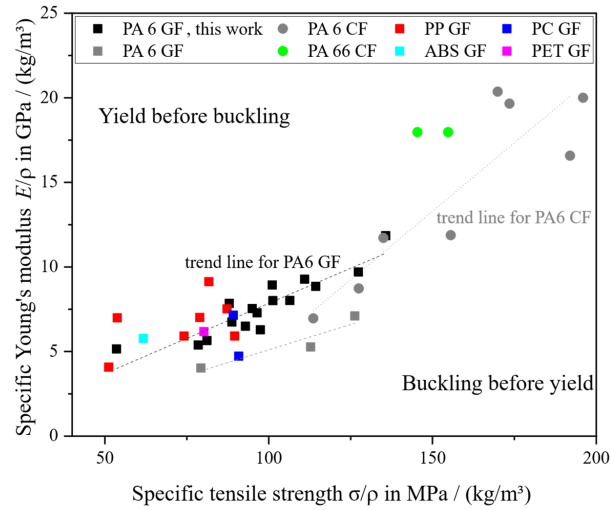 PA 6 GF , this work PA 6 CF PP GF PC GF
PA 6 GF PA 66 CF ABS GF PET GF
25
20
15
10
5
0
Specific Young's modulus E/ρ in GPa / (kg/m³)
Yield before buckling
trend line for PA6 CF
trend line for PA6 GF
Buckling before yield
50 100 150 200
Specific tensile strength σ/ρ in MPa / (kg/m³)